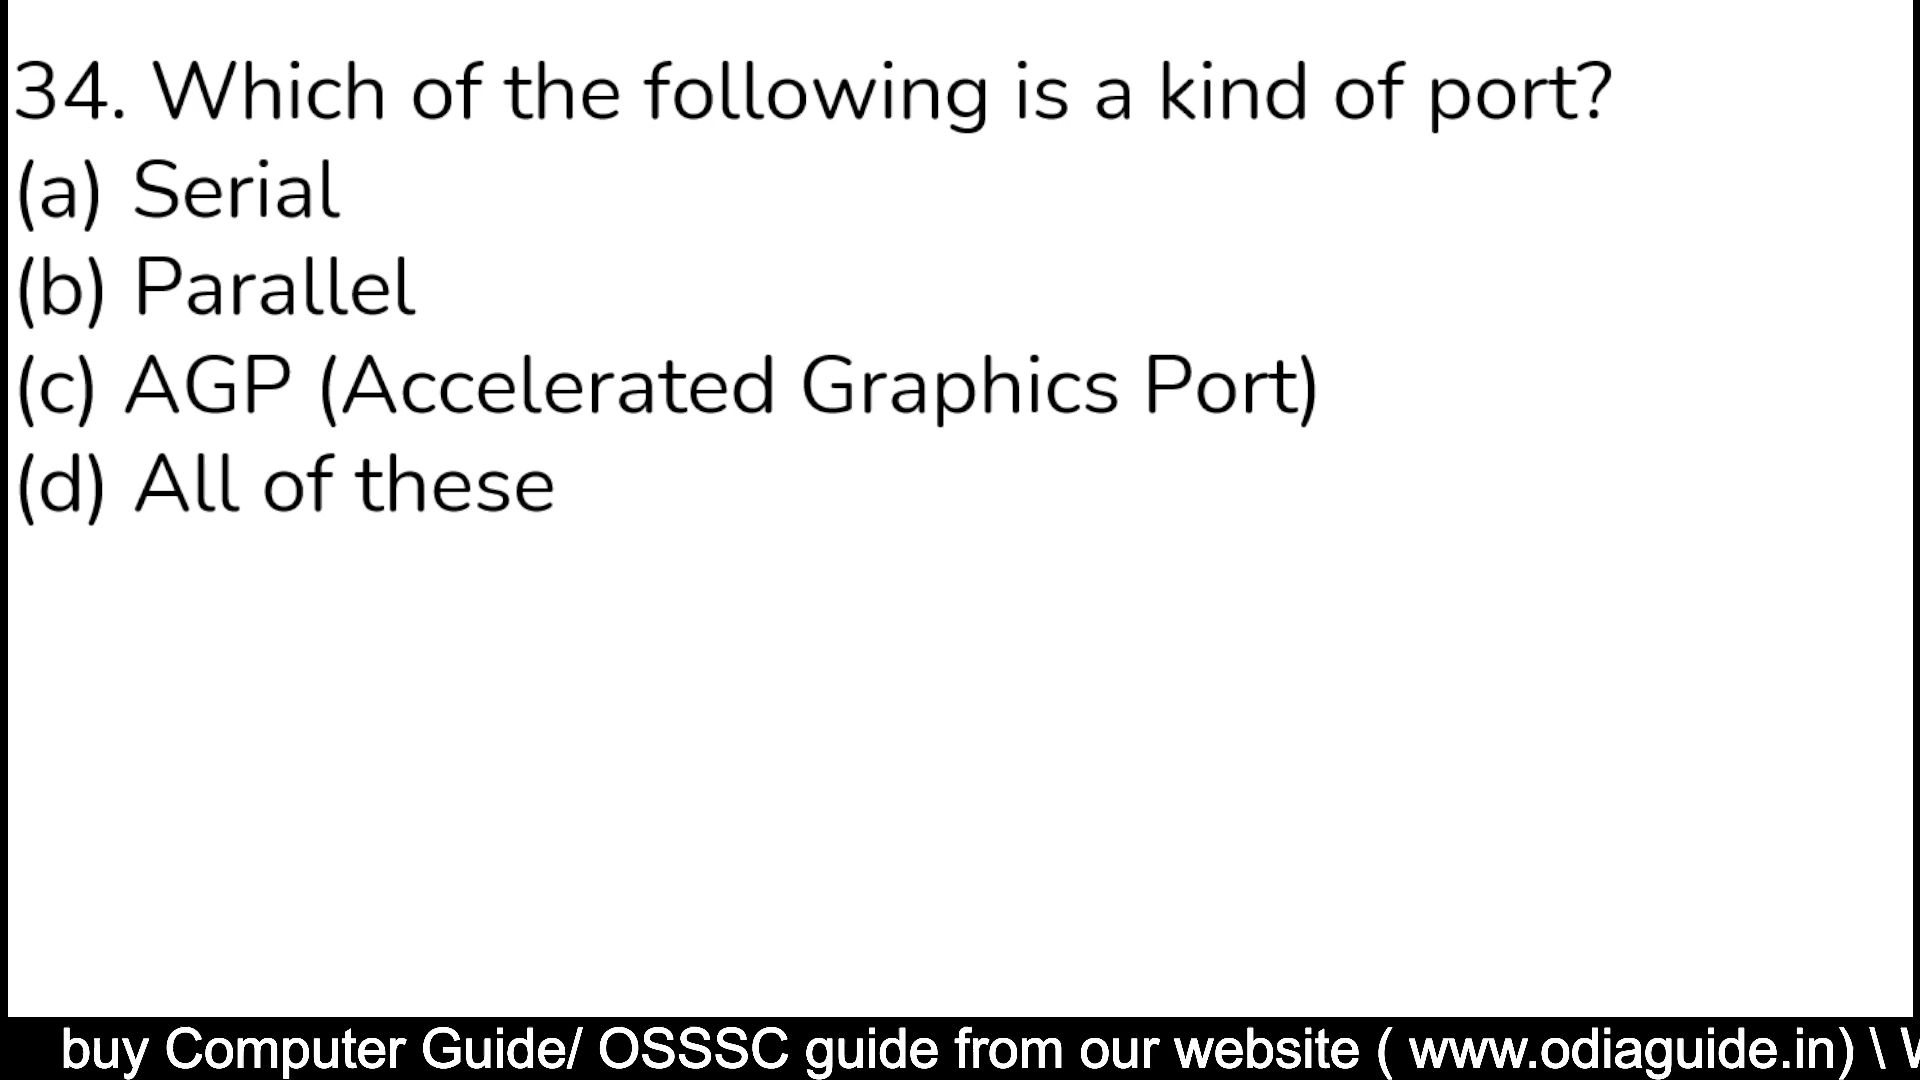 34. Which of the following is a kind of port?
(a) Serial
(b) Parallel
(c) AGP (Accelerated Graphics Port)
(d) All of these
buy Computer Guide/ OSSSC guide from our website ( www.odiaguide.in) \